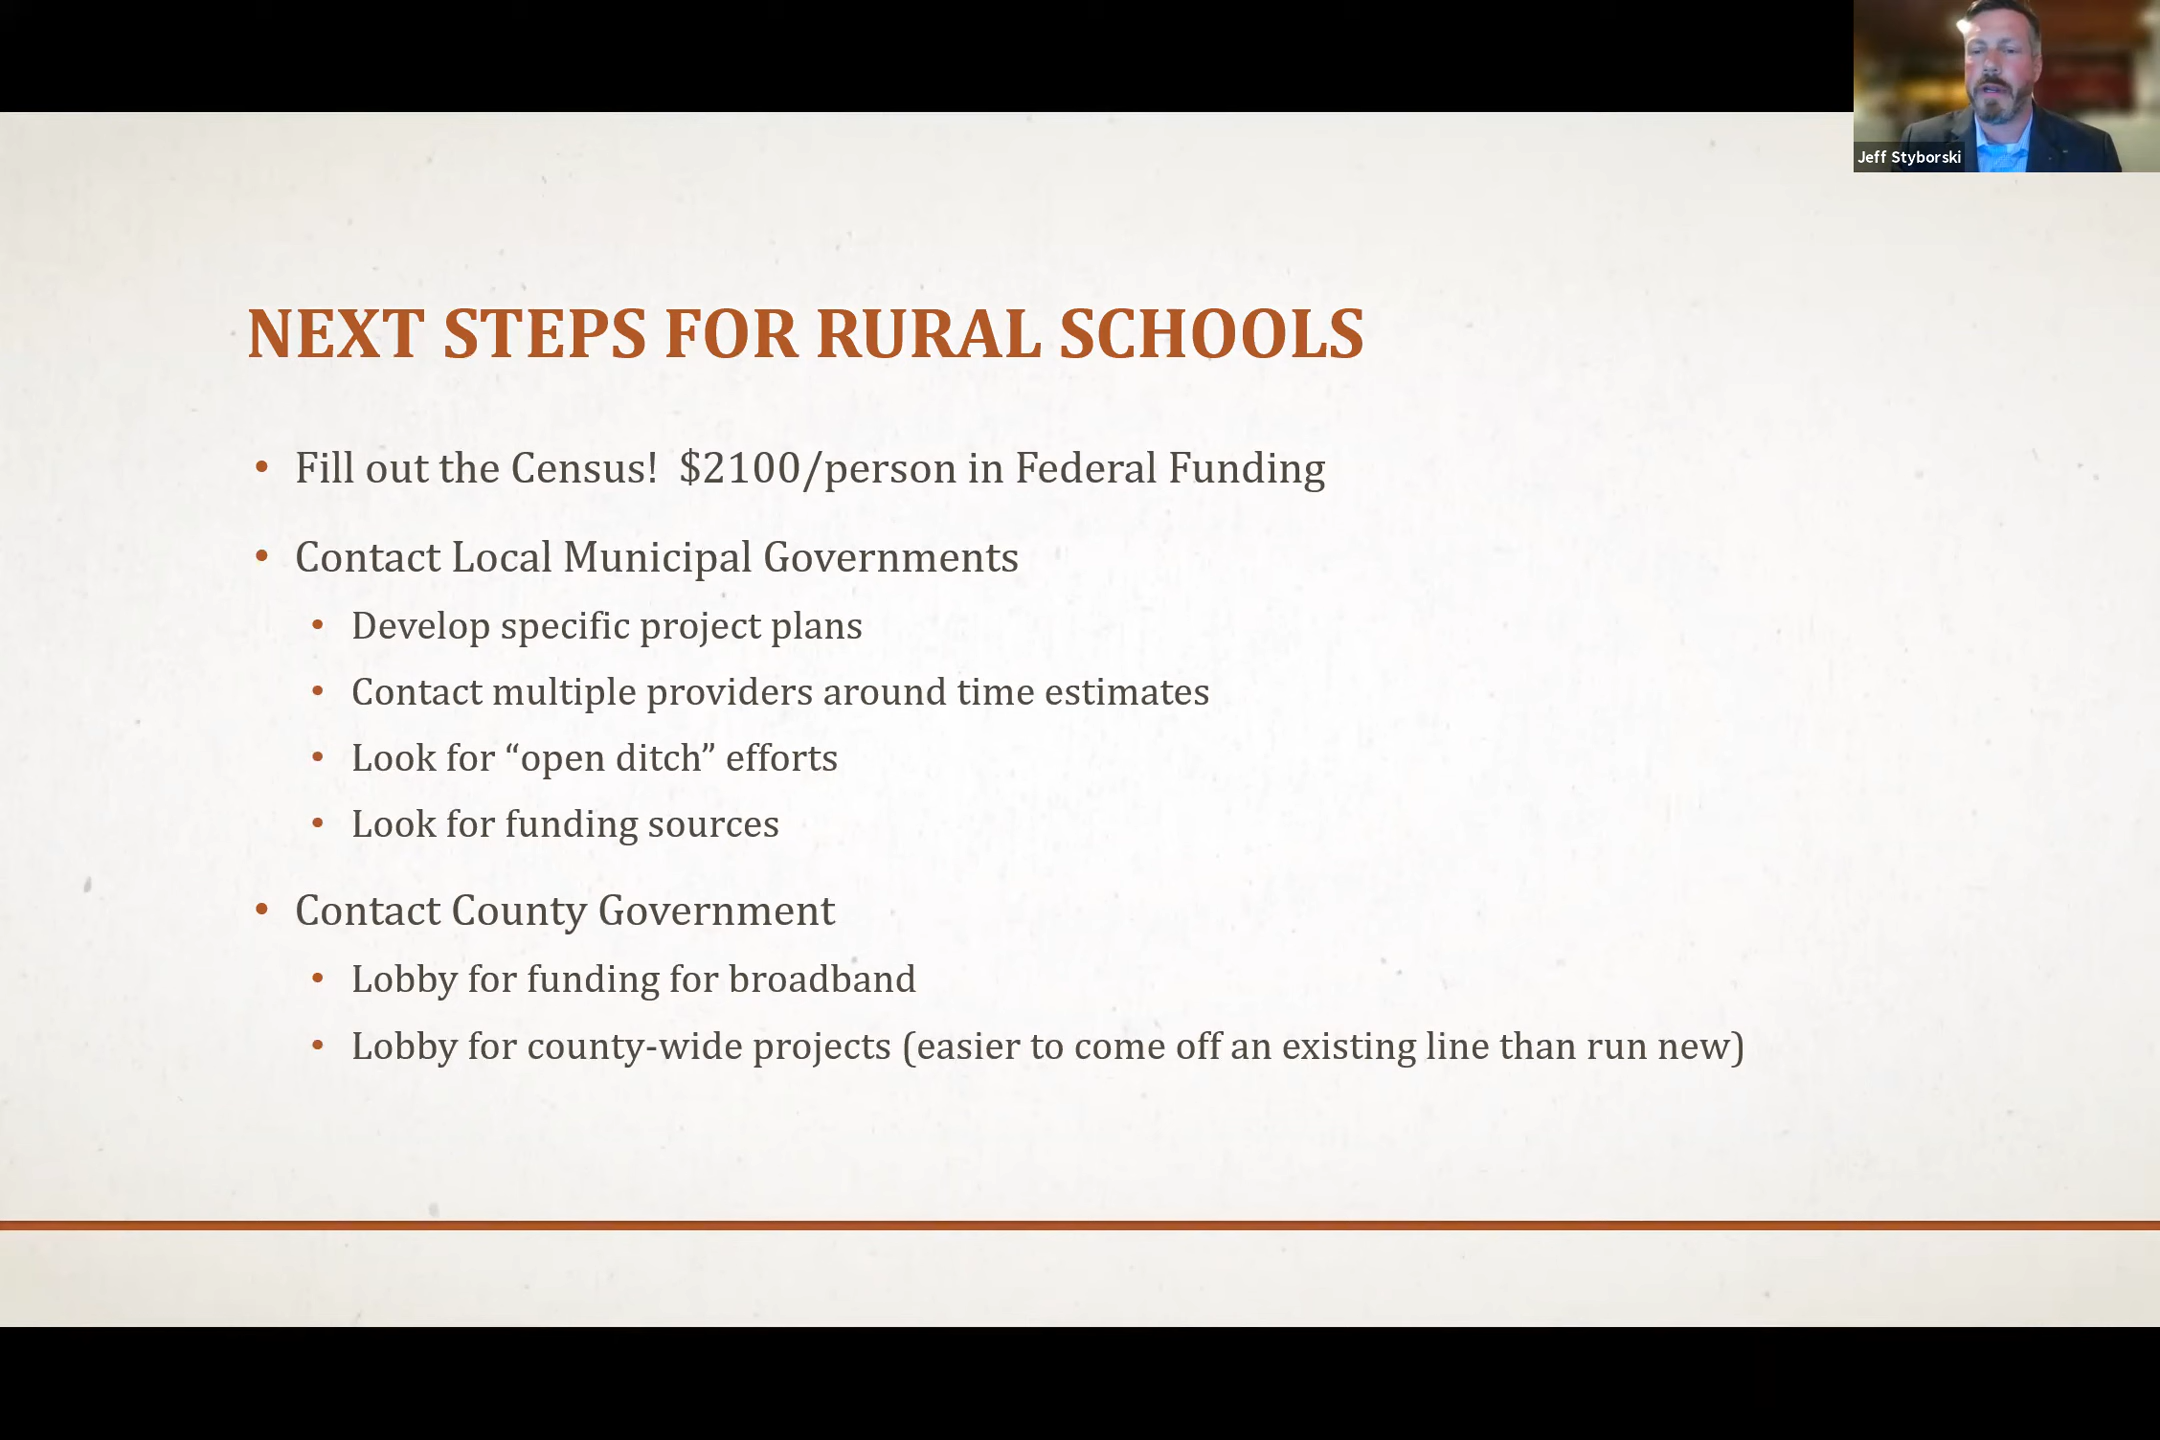 Jeff Styborski
NEXT STEPS FOR RURAL SCHOOLS
• Fill out the Census!  $2100/person in Federal Funding
• Contact Local Municipal Governments
• Develop specific project plans
• Contact multiple providers around time estimates
• Look for “open ditch” efforts
• Look for funding sources
• Contact County Government
• Lobby for funding for broadband
• Lobby for county-wide projects (easier to come off an existing line than run new)